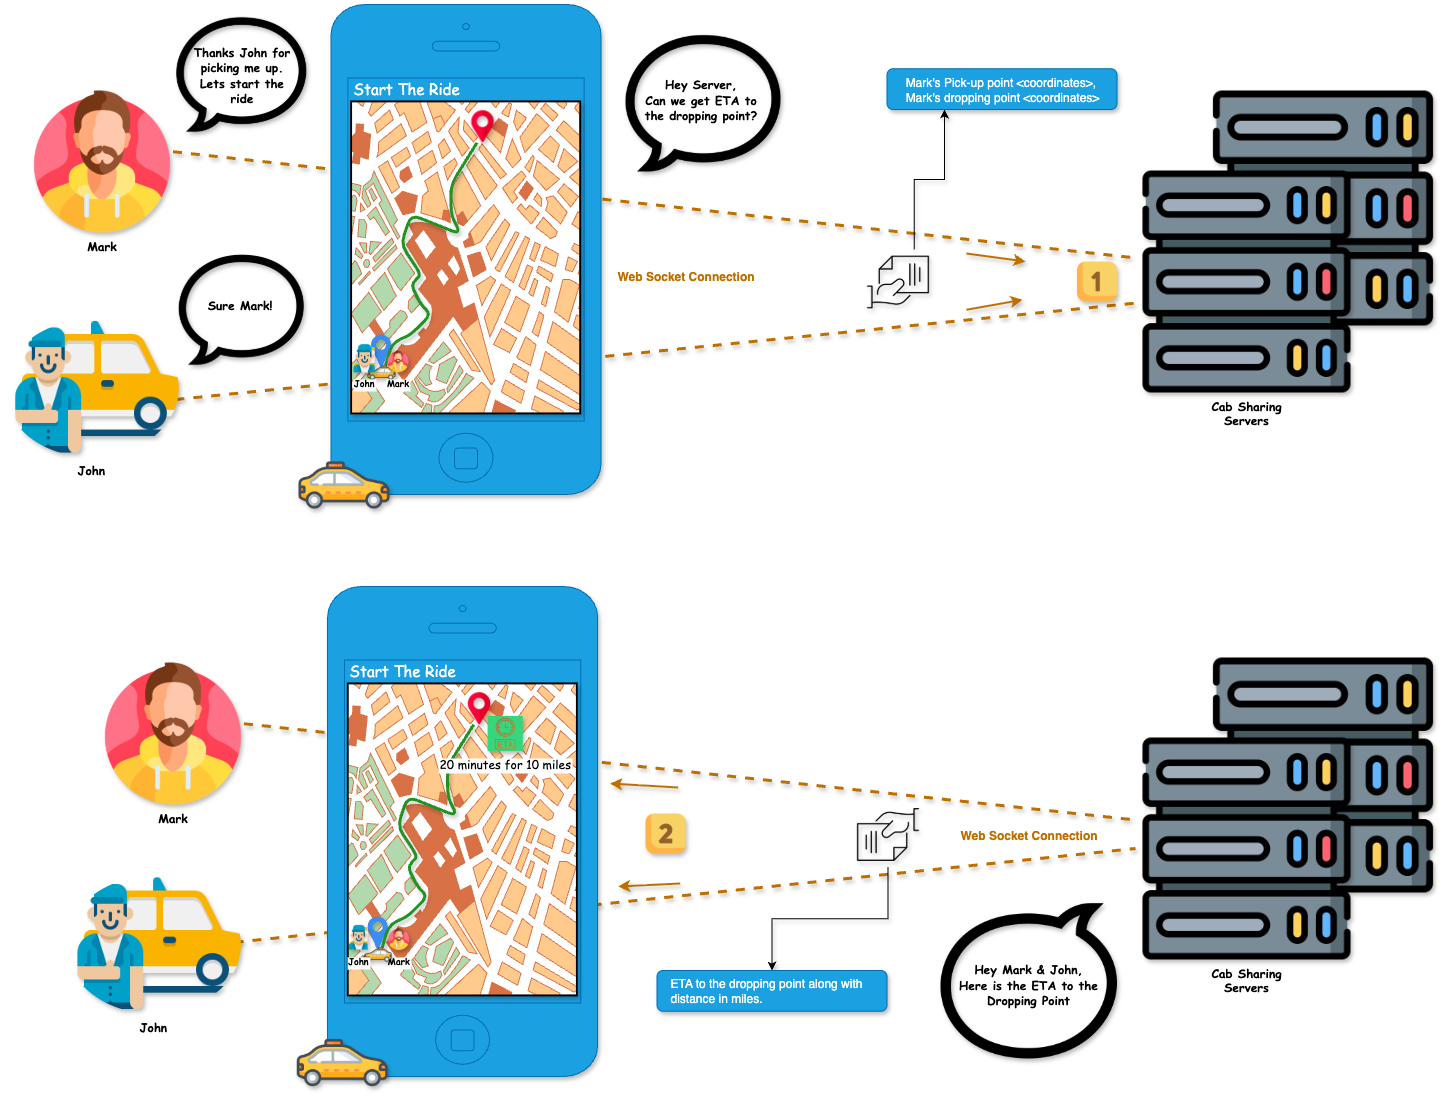 Thanks John for
picking me up.
Lets start the
ride
Mark
Sure Mark!
John
Start The Ride
John
Mark
Hey Server,
Can we get ETA to
the dropping point?
Web Socket Connection
Mark's Pick-up point <coordinates>,
Mark's dropping point <coordinates>
1
Cab Sharing
Servers
Mark
John
Start The Ride
ETA
20 minutes for 10 miles
John
Mark
2
Web Socket Connection
ETA to the dropping point along with
distance in miles.
Hey Mark & John,
Here is the ETA to the
Dropping Point
Cab Sharing
Servers